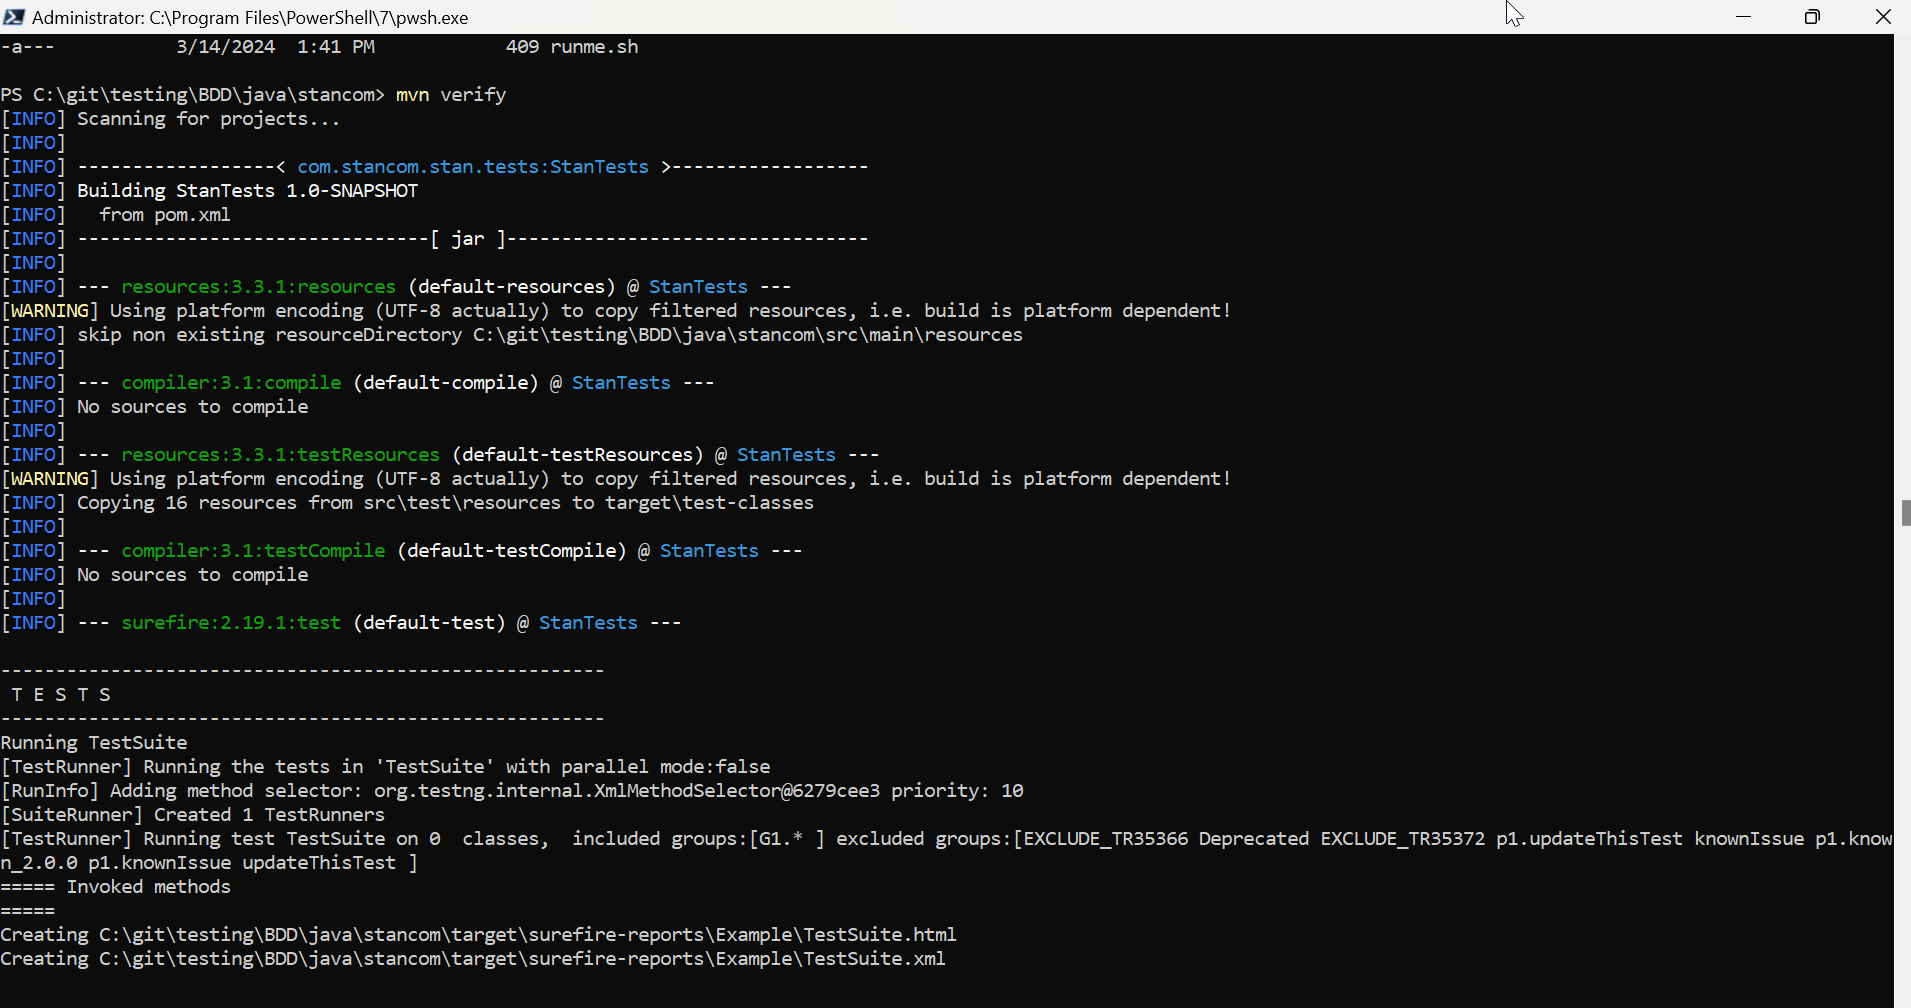 Administrator: C:\Program Files\PowerShell\7\pwsh.exe
-a---           3/14/2024  1:41 PM            409 runme.sh
PS C:\git\testing\BDD\java\stancom> mvn verify
[INFO] Scanning for projects...
[INFO]
[INFO] ------------------< com.stancom.stan.tests:StanTests >------------------
[INFO] Building StanTests 1.0-SNAPSHOT
[INFO]   from pom.xml
[INFO] --------------------------------[ jar ]---------------------------------
[INFO]
[INFO] --- resources:3.3.1:resources (default-resources) @ StanTests ---
[WARNING] Using platform encoding (UTF-8 actually) to copy filtered resources, i.e. build is platform dependent!
[INFO] skip non existing resourceDirectory C:\git\testing\BDD\java\stancom\src\main\resources
[INFO]
[INFO] --- compiler:3.1:compile (default-compile) @ StanTests ---
[INFO] No sources to compile
[INFO]
[INFO] --- resources:3.3.1:testResources (default-testResources) @ StanTests ---
[WARNING] Using platform encoding (UTF-8 actually) to copy filtered resources, i.e. build is platform dependent!
[INFO] Copying 16 resources from src\test\resources to target\test-classes
[INFO]
[INFO] --- compiler:3.1:testCompile (default-testCompile) @ StanTests ---
[INFO] No sources to compile
[INFO]
[INFO] --- surefire:2.19.1:test (default-test) @ StanTests ---
-------------------------------------------------------
 T E S T S
-------------------------------------------------------
Running TestSuite
[TestRunner] Running the tests in 'TestSuite' with parallel mode:false
[RunInfo] Adding method selector: org.testng.internal.XmlMethodSelector@6279cee3 priority: 10
[SuiteRunner] Created 1 TestRunners
[TestRunner] Running test TestSuite on 0  classes,  included groups:[G1.* ] excluded groups:[EXCLUDE_TR35366 Deprecated EXCLUDE_TR35372 p1.updateThisTest knownIssue p1.know
n_2.0.0 p1.knownIssue updateThisTest ]
===== Invoked methods
=====
Creating C:\git\testing\BDD\java\stancom\target\surefire-reports\Example\TestSuite.html
Creating C:\git\testing\BDD\java\stancom\target\surefire-reports\Example\TestSuite.xml